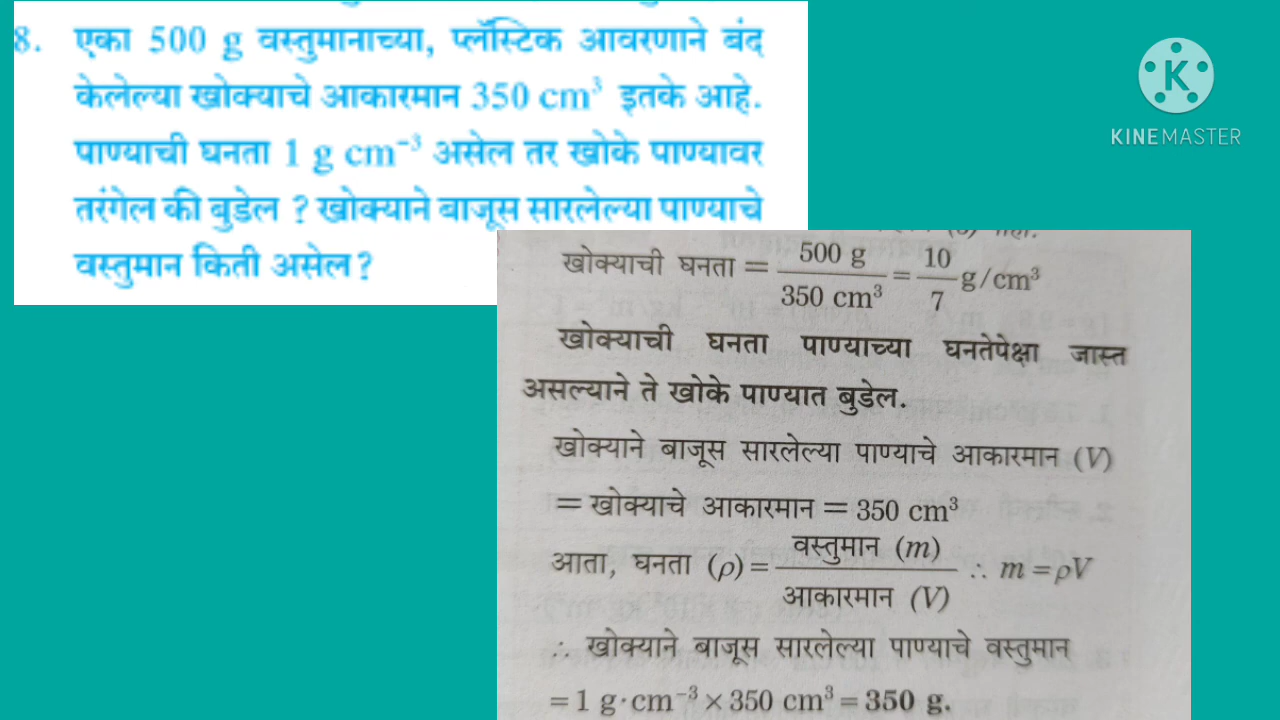 8. एका 500 g वस्तुमानाच्या, प्लॅस्टिक आवरणाने बंद
केलेल्या खोक्याचे आकारमान 350 cm³ इतके आहे.
पाण्याची घनता 1 g cm⁻³ असेल तर खोके पाण्यावर
तरंगेल की बुडेल ? खोक्याने बाजूस सारलेल्या पाण्याचे
वस्तुमान किती असेल ?
KINEMASTER
खोक्याची घनता = 500 g / 350 cm³ = 10 / 7 g/cm³
खोक्याची घनता पाण्याच्या घनतेपेक्षा जास्त
असल्याने ते खोके पाण्यात बुडेल.
खोक्याने बाजूस सारलेल्या पाण्याचे आकारमान (V)
= खोक्याचे आकारमान = 350 cm³
आता, घनता (ρ) = वस्तुमान (m) / आकारमान (V) ∴ m = ρV
∴ खोक्याने बाजूस सारलेल्या पाण्याचे वस्तुमान
= 1 g·cm⁻³ × 350 cm³ = 350 g.